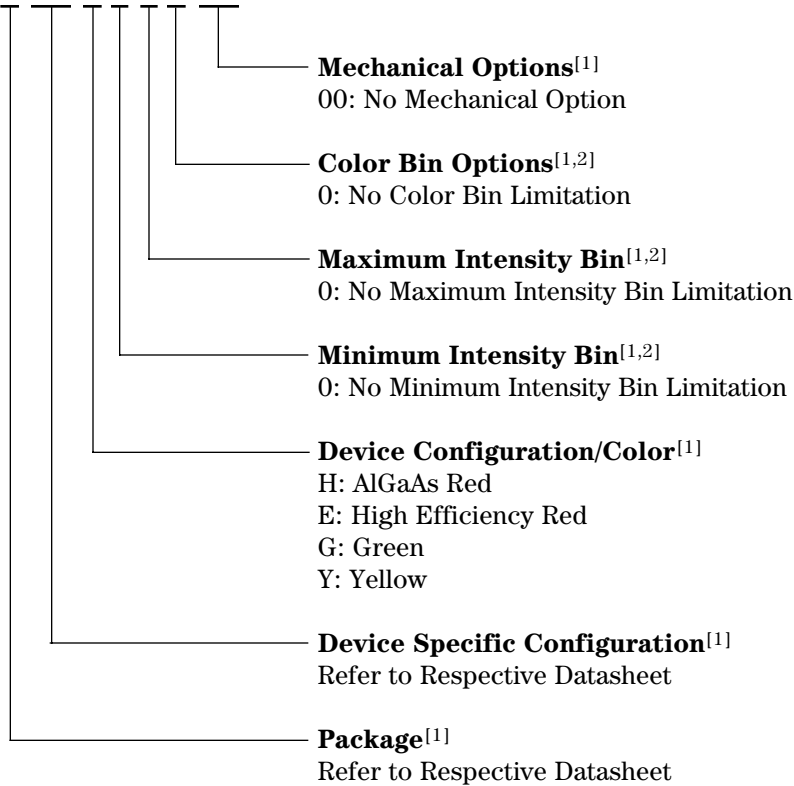 Mechanical Options[1]
00: No Mechanical Option
Color Bin Options[1,2]
0: No Color Bin Limitation
Maximum Intensity Bin[1,2]
0: No Maximum Intensity Bin Limitation
Minimum Intensity Bin[1,2]
0: No Minimum Intensity Bin Limitation
Device Configuration/Color[1]
H: AlGaAs Red
E: High Efficiency Red
G: Green
Y: Yellow
Device Specific Configuration[1]
Refer to Respective Datasheet
Package[1]
Refer to Respective Datasheet